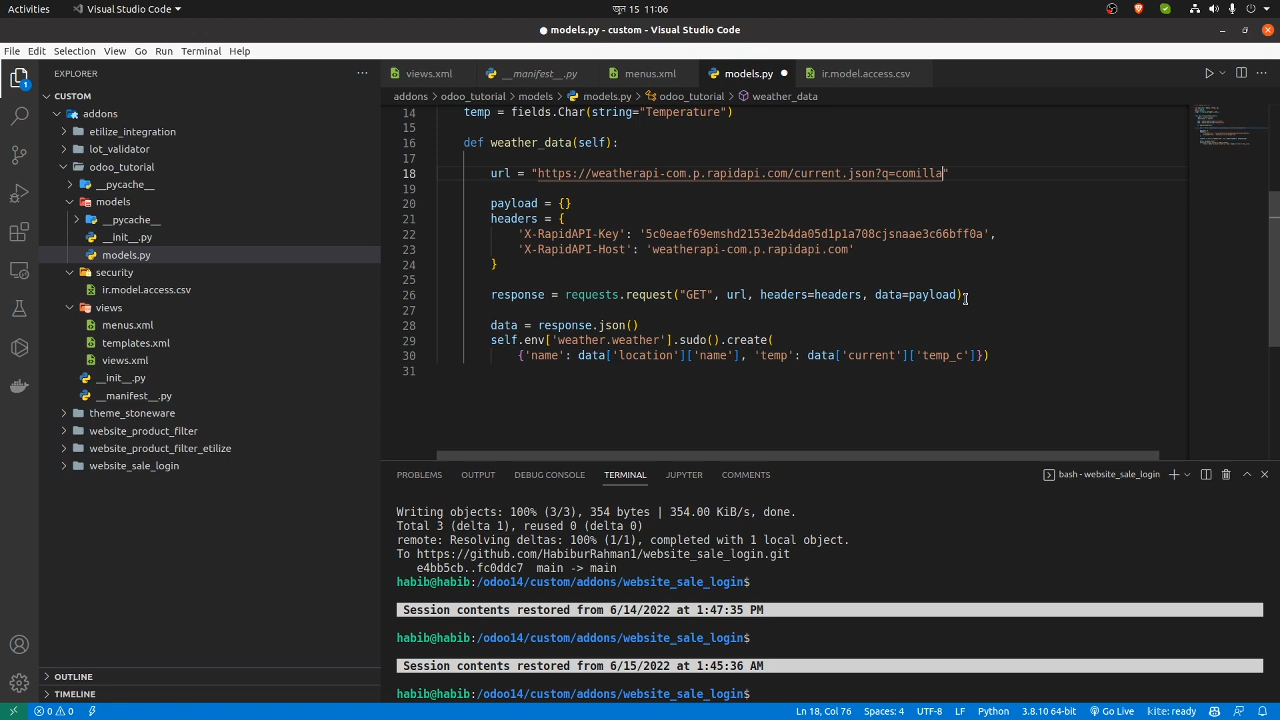 Activities
Visual Studio Code
জুন 15 11:06
models.py - custom - Visual Studio Code
File Edit Selection View Go Run Terminal Help
EXPLORER
views.xml
__manifest__.py
menus.xml
models.py
ir.model.access.csv
CUSTOM
addons > odoo_tutorial > models > models.py > odoo_tutorial > weather_data
addons
etilize_integration
lot_validator
odoo_tutorial
__pycache__
models
__pycache__
__init__.py
models.py
security
ir.model.access.csv
views
menus.xml
templates.xml
views.xml
__init__.py
__manifest__.py
theme_stoneware
website_product_filter
website_product_filter_etilize
website_sale_login
OUTLINE
TIMELINE
14 temp = fields.Char(string="Temperature")
15
16 def weather_data(self):
17
18 url = "https://weatherapi-com.p.rapidapi.com/current.json?q=comilla"
19
20 payload = {}
21 headers = {
22 'X-RapidAPI-Key': '5c0eaef69emshd2153e2b4da05d1p1a708cjsnaae3c66bff0a',
23 'X-RapidAPI-Host': 'weatherapi-com.p.rapidapi.com'
24 }
25
26 response = requests.request("GET", url, headers=headers, data=payload)
27
28 data = response.json()
29 self.env['weather.weather'].sudo().create(
30 {'name': data['location']['name'], 'temp': data['current']['temp_c']})
31
PROBLEMS OUTPUT DEBUG CONSOLE TERMINAL JUPYTER COMMENTS
bash - website_sale_login
Writing objects: 100% (3/3), 354 bytes | 354.00 KiB/s, done.
Total 3 (delta 1), reused 0 (delta 0)
remote: Resolving deltas: 100% (1/1), completed with 1 local object.
To https://github.com/HabiburRahman1/website_sale_login.git
e4bb5cb..fc0ddc7 main -> main
habib@habib:/odoo14/custom/addons/website_sale_login$
Session contents restored from 6/14/2022 at 1:47:35 PM
habib@habib:/odoo14/custom/addons/website_sale_login$
Session contents restored from 6/15/2022 at 1:45:36 AM
habib@habib:/odoo14/custom/addons/website_sale_login$
0 0 Ln 18, Col 76 Spaces: 4 UTF-8 LF Python 3.8.10 64-bit Go Live kite: ready